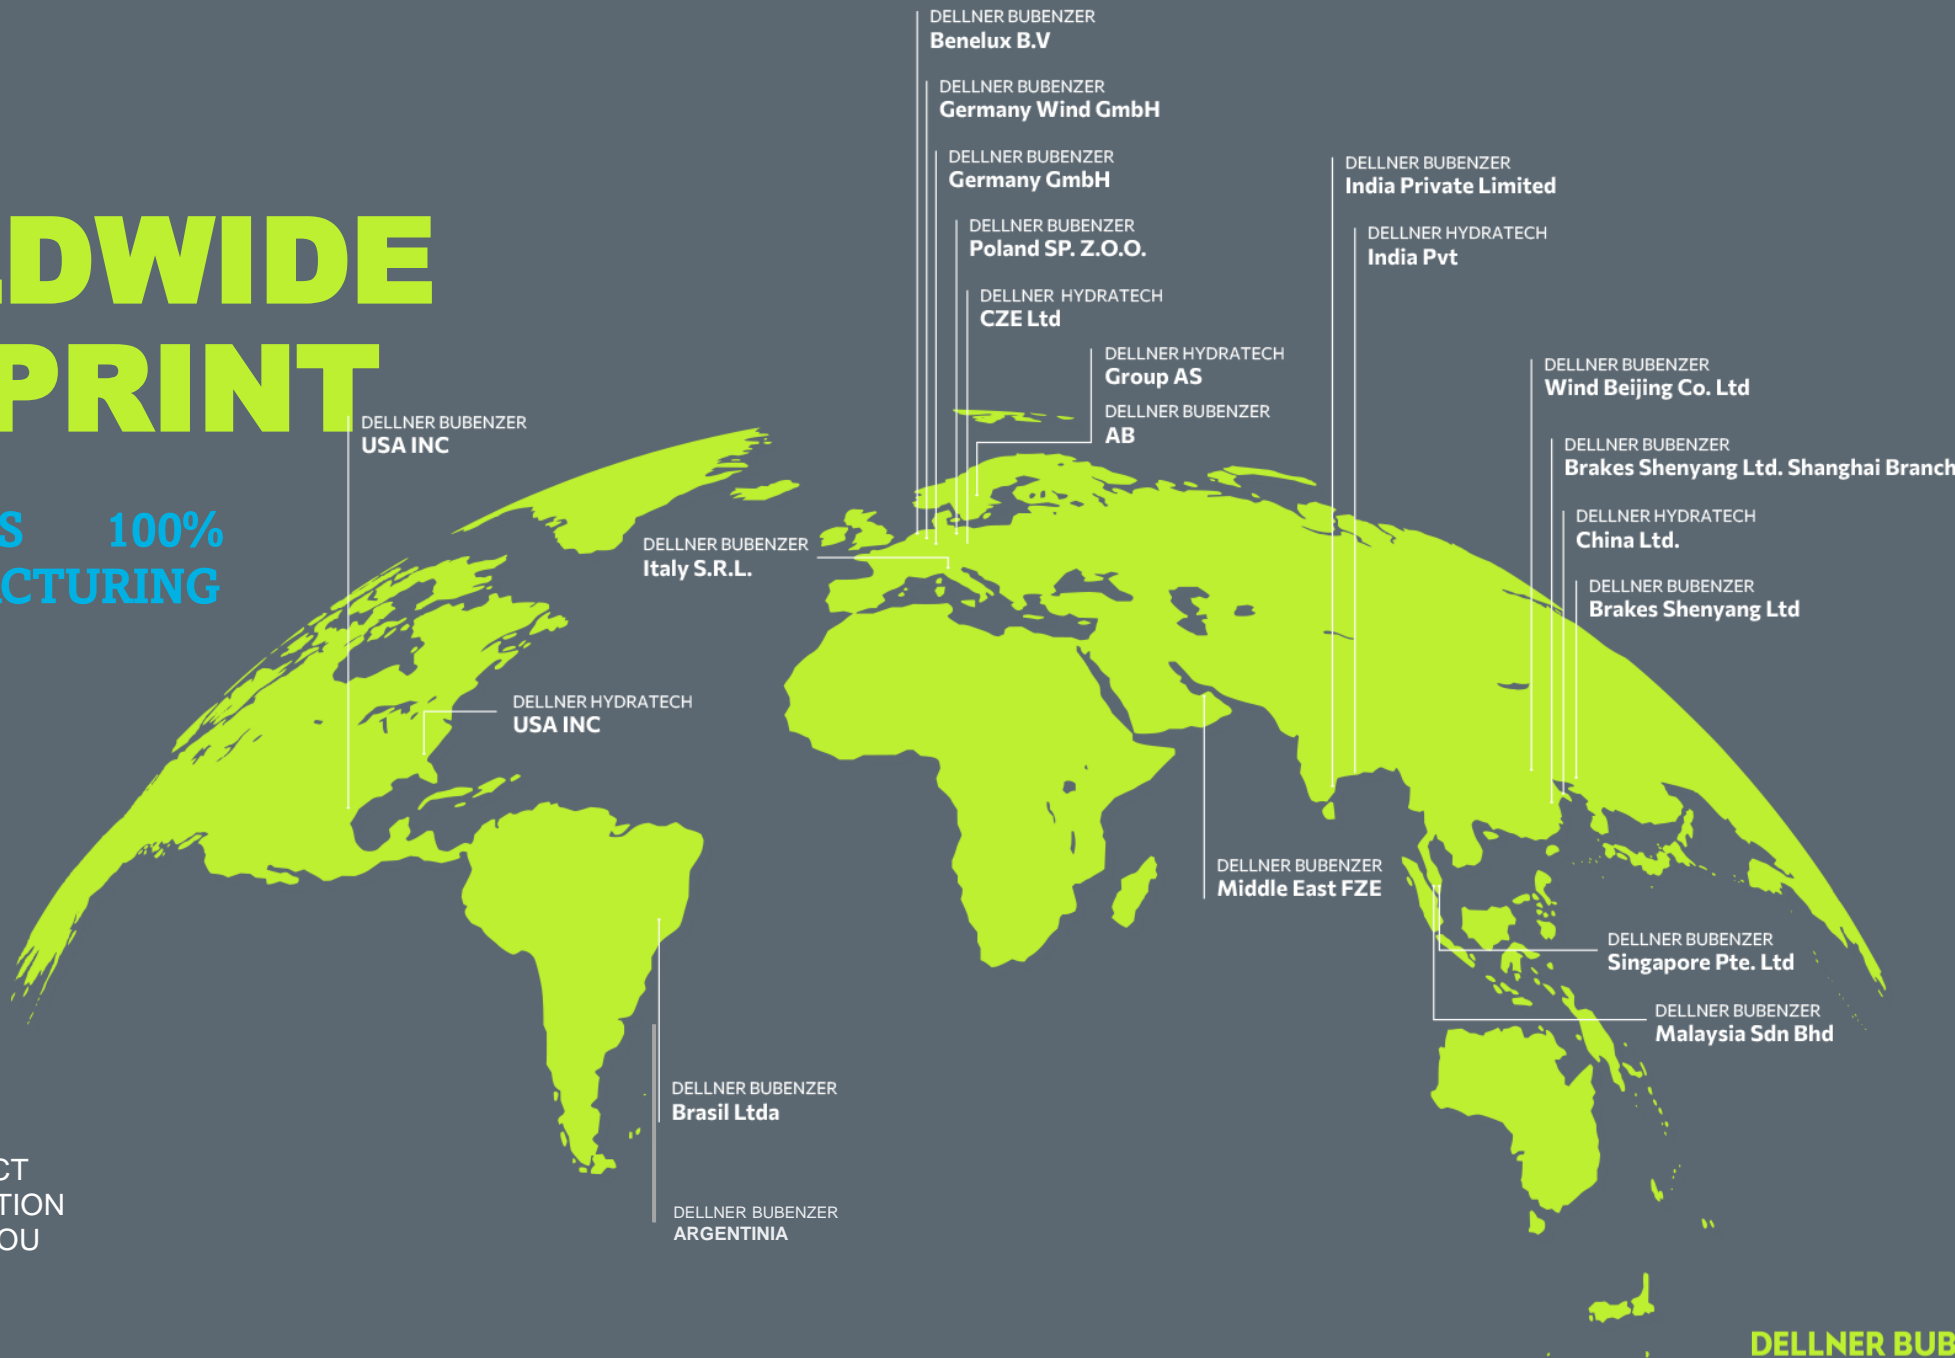 LDWIDE
PRINT
S 100%
CTURING
CT
TION
OU
DELLNER BUBENZER
USA INC
DELLNER HYDRATECH
USA INC
DELLNER BUBENZER
Italy S.R.L.
DELLNER BUBENZER
Brasil Ltda
DELLNER BUBENZER
ARGENTINIA
DELLNER BUBENZER
Benelux B.V
DELLNER BUBENZER
Germany Wind GmbH
DELLNER BUBENZER
Germany GmbH
DELLNER BUBENZER
Poland SP. Z.O.O.
DELLNER HYDRATECH
CZE Ltd
DELLNER HYDRATECH
Group AS
DELLNER BUBENZER
AB
DELLNER BUBENZER
India Private Limited
DELLNER HYDRATECH
India Pvt
DELLNER BUBENZER
Wind Beijing Co. Ltd
DELLNER BUBENZER
Brakes Shenyang Ltd. Shanghai Branch
DELLNER HYDRATECH
China Ltd.
DELLNER BUBENZER
Brakes Shenyang Ltd
DELLNER BUBENZER
Middle East FZE
DELLNER BUBENZER
Singapore Pte. Ltd
DELLNER BUBENZER
Malaysia Sdn Bhd
DELLNER BUB